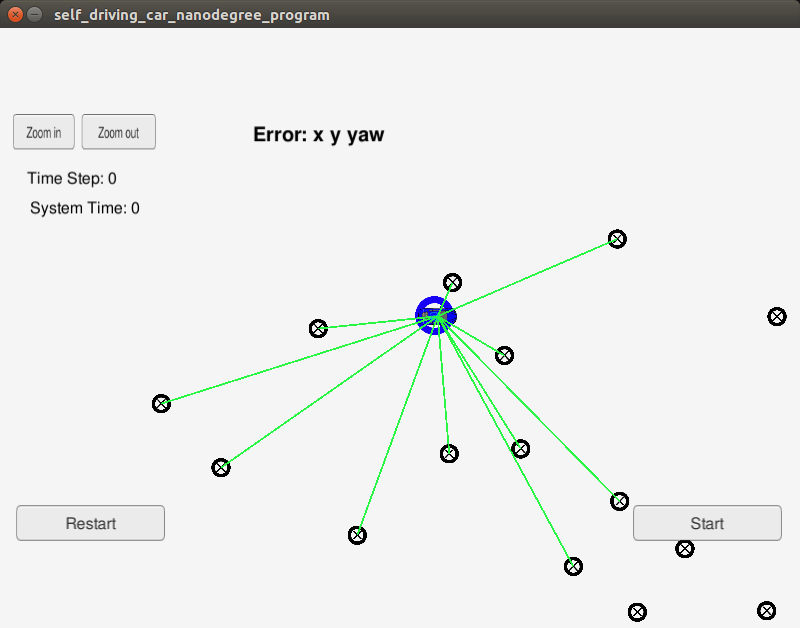 self_driving_car_nanodegree_program
Zoom in Zoom out
Error: x y yaw
Time Step: 0
System Time: 0
Restart
Start